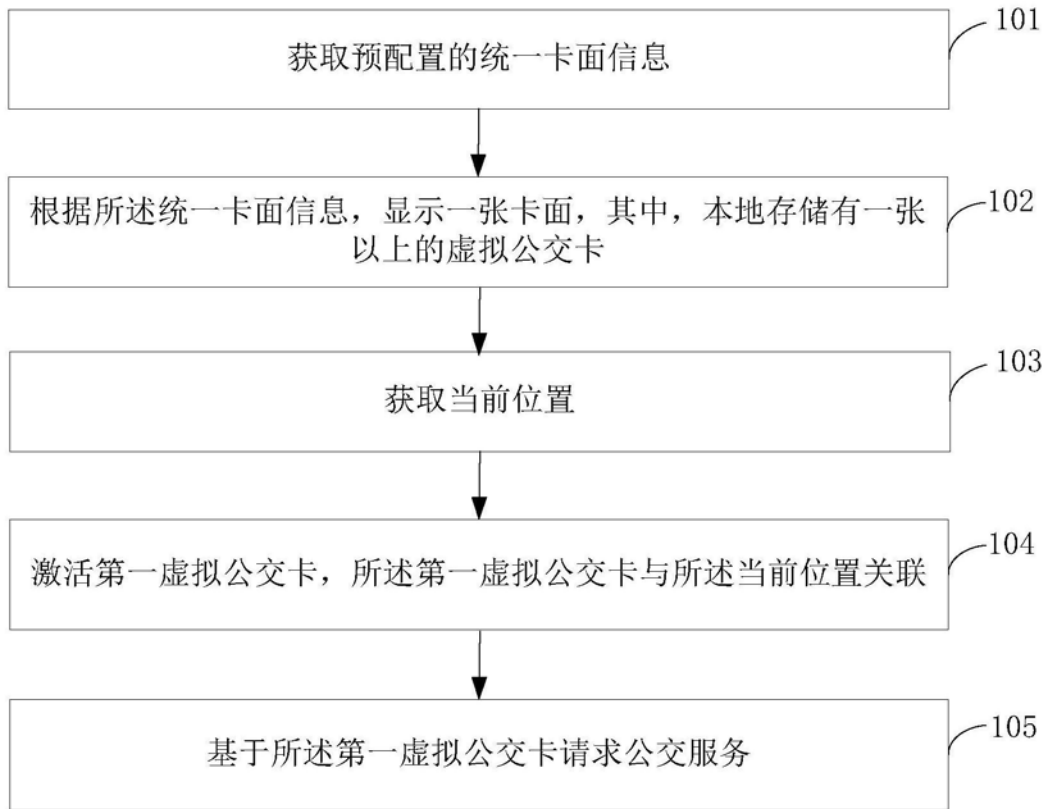 获取预配置的统一卡面信息
101
根据所述统一卡面信息，显示一张卡面，其中，本地存储有一张
以上的虚拟公交卡
102
获取当前位置
103
激活第一虚拟公交卡，所述第一虚拟公交卡与所述当前位置关联
104
基于所述第一虚拟公交卡请求公交服务
105